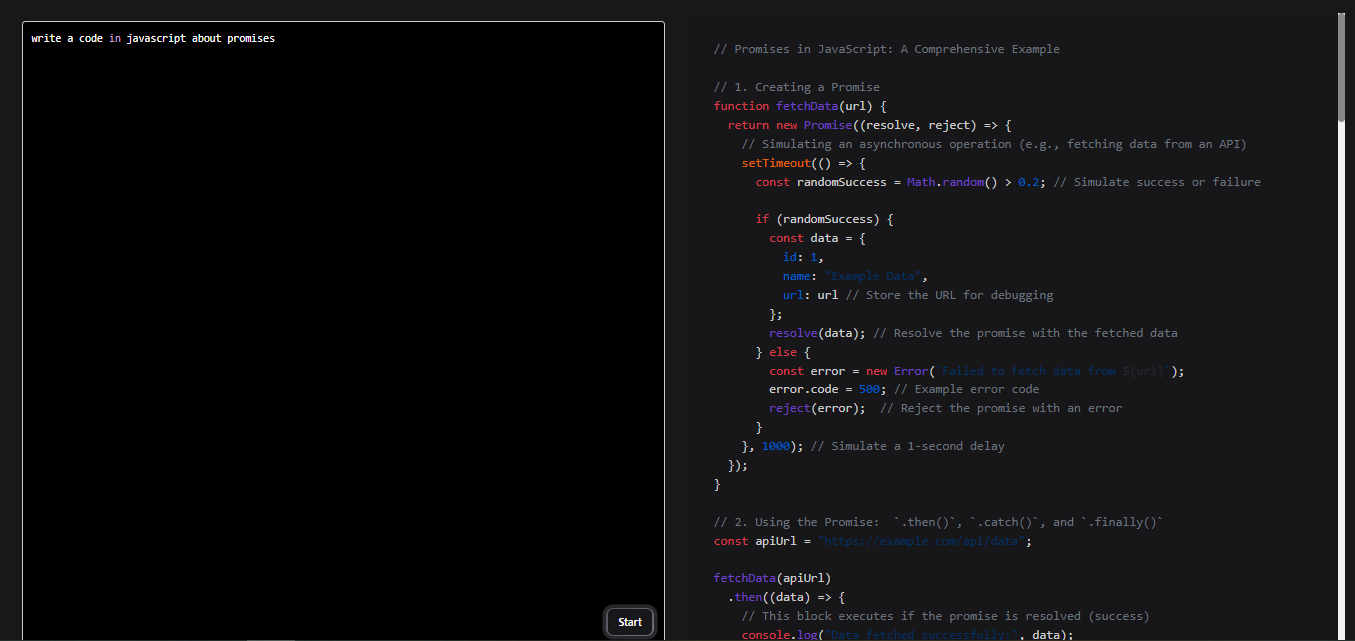 write a code in javascript about promises
Start
// Promises in JavaScript: A Comprehensive Example
// 1. Creating a Promise
function fetchData(url) {
return new Promise((resolve, reject) => {
// Simulating an asynchronous operation (e.g., fetching data from an API)
setTimeout(() => {
const randomSuccess = Math.random() > 0.2; // Simulate success or failure
if (randomSuccess) {
const data = {
id: 1,
name: "Example Data",
url: url // Store the URL for debugging
};
resolve(data); // Resolve the promise with the fetched data
} else {
const error = new Error(`Failed to fetch data from ${url}`);
error.code = 500; // Example error code
reject(error);  // Reject the promise with an error
}
}, 1000); // Simulate a 1-second delay
});
}
// 2. Using the Promise:  `.then()`, `.catch()`, and `.finally()`
const apiUrl = "https://example.com/api/data";
fetchData(apiUrl)
.then((data) => {
// This block executes if the promise is resolved (success)
console.log("Data fetched successfully:", data);